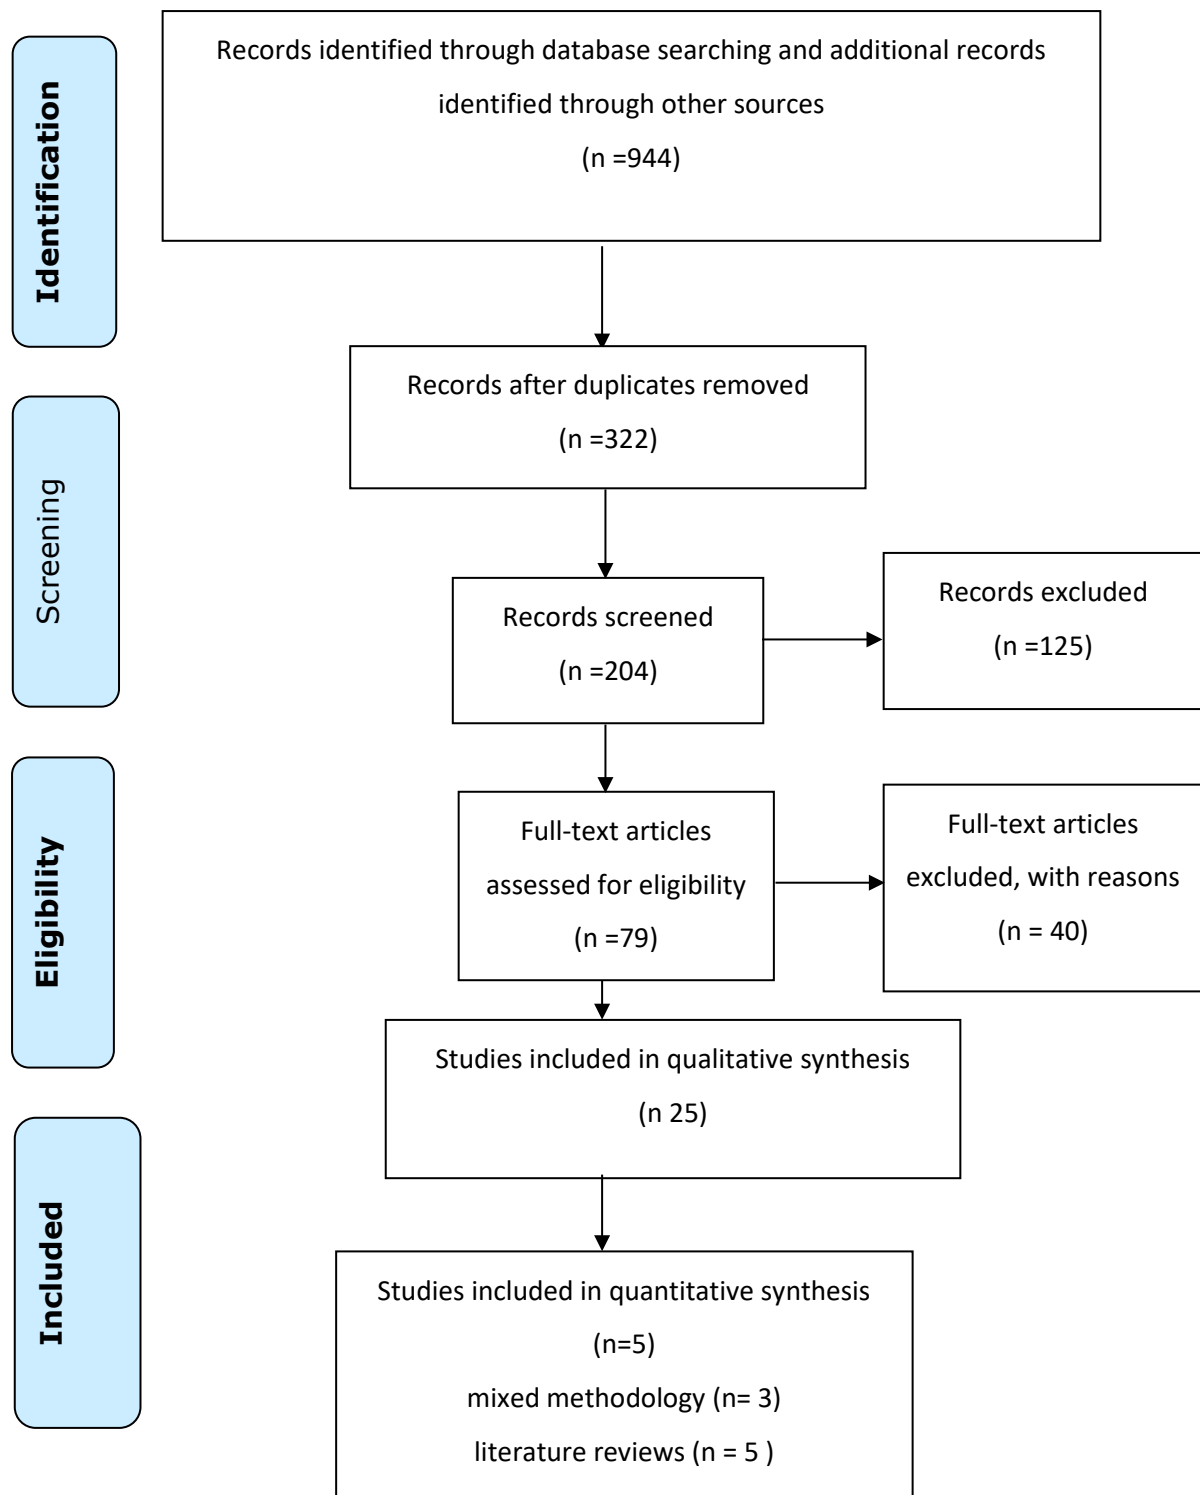 Identification
Records identified through database searching and additional records
identified through other sources
(n =944)
Records after duplicates removed
(n =322)
Screening
Records screened
(n =204)
Records excluded
(n =125)
Eligibility
Full-text articles
assessed for eligibility
(n =79)
Full-text articles
excluded, with reasons
(n = 40)
Studies included in qualitative synthesis
(n 25)
Included
Studies included in quantitative synthesis
(n=5)
mixed methodology (n= 3)
literature reviews (n = 5 )